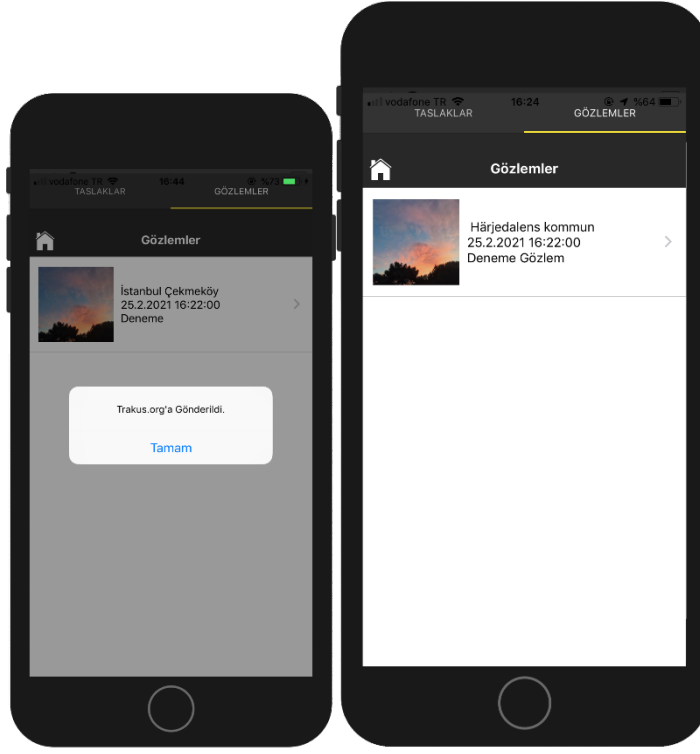 vodafone TR 16:44 %73
TASLAKLAR GÖZLEMLER
Gözlemler
İstanbul Çekmeköy
25.2.2021 16:22:00
Deneme
Trakus.org'a Gönderildi.
Tamam
vodafone TR 16:24 %64
TASLAKLAR GÖZLEMLER
Gözlemler
Härjedalens kommun
25.2.2021 16:22:00
Deneme Gözlem